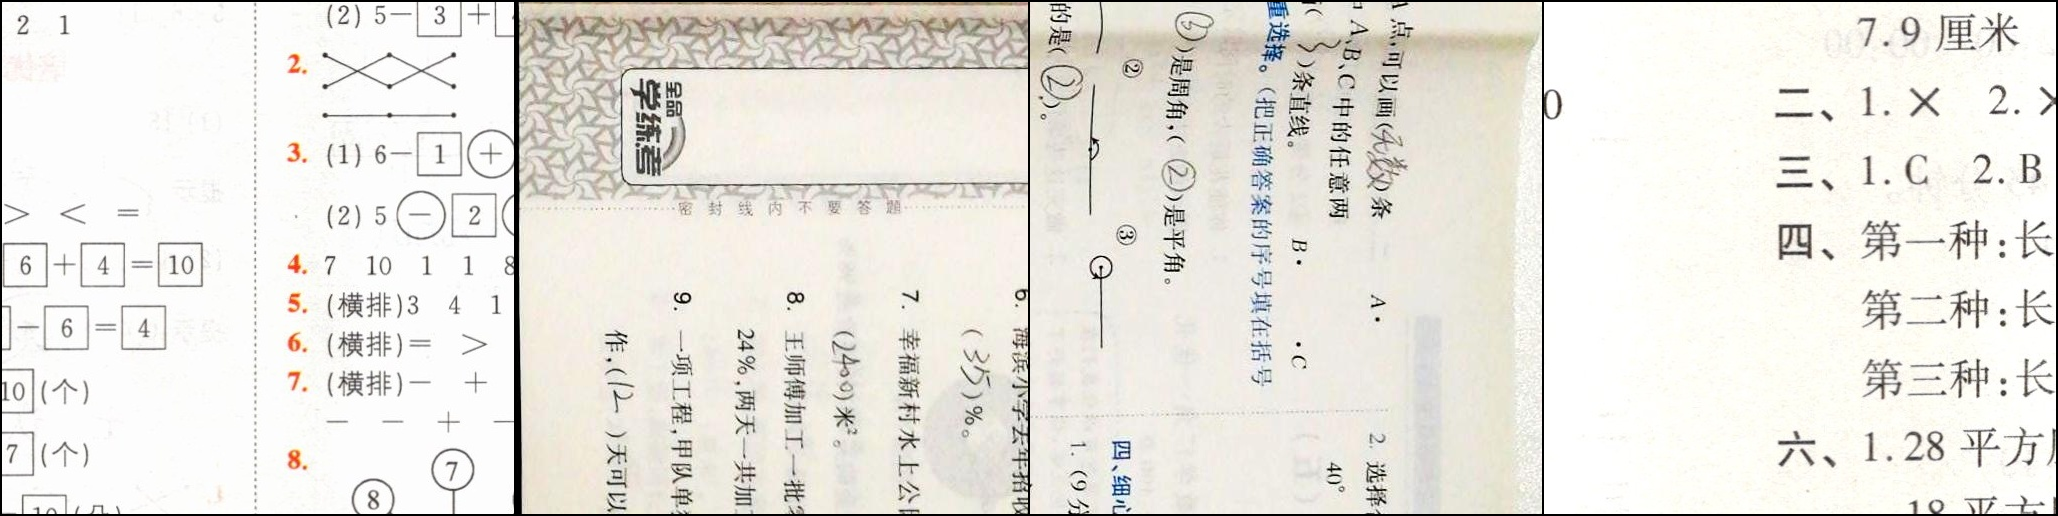 2 1
> < =
6 + 4 = 10
- 6 = 4
10 (个)
7 (个)
(2) 5- 3 +
2.
3. (1) 6- 1 +
(2) 5 - 2
4. 7 10 1 1 8
5. (横排)3 4 1
6. (横排)= >
7. (横排)- +
- - + -
8.
7
8
全品
学练考
密封线内不要答题
6. 海滨小学去年招收
(35)%。
7. 幸福新村水上公
(2400)米²。
8. 王师傅加工一批
24%,两天一共加
9. 一项工程,甲队单
作,(12)天可以
A点,可以画(无数)条
A、B、C中的任意两
(3)条直线。
A·
B·
·C
重选择。(把正确答案的序号填在括号
(③)是周角,(②)是平角。
②
③
的是(②)。
2. 选择
40°
四、细心
1. (9分
7.9 厘米
0
二、1. × 2. ×
三、1. C 2. B
四、第一种:长
第二种:长
第三种:长
六、1. 28 平方
18 平方